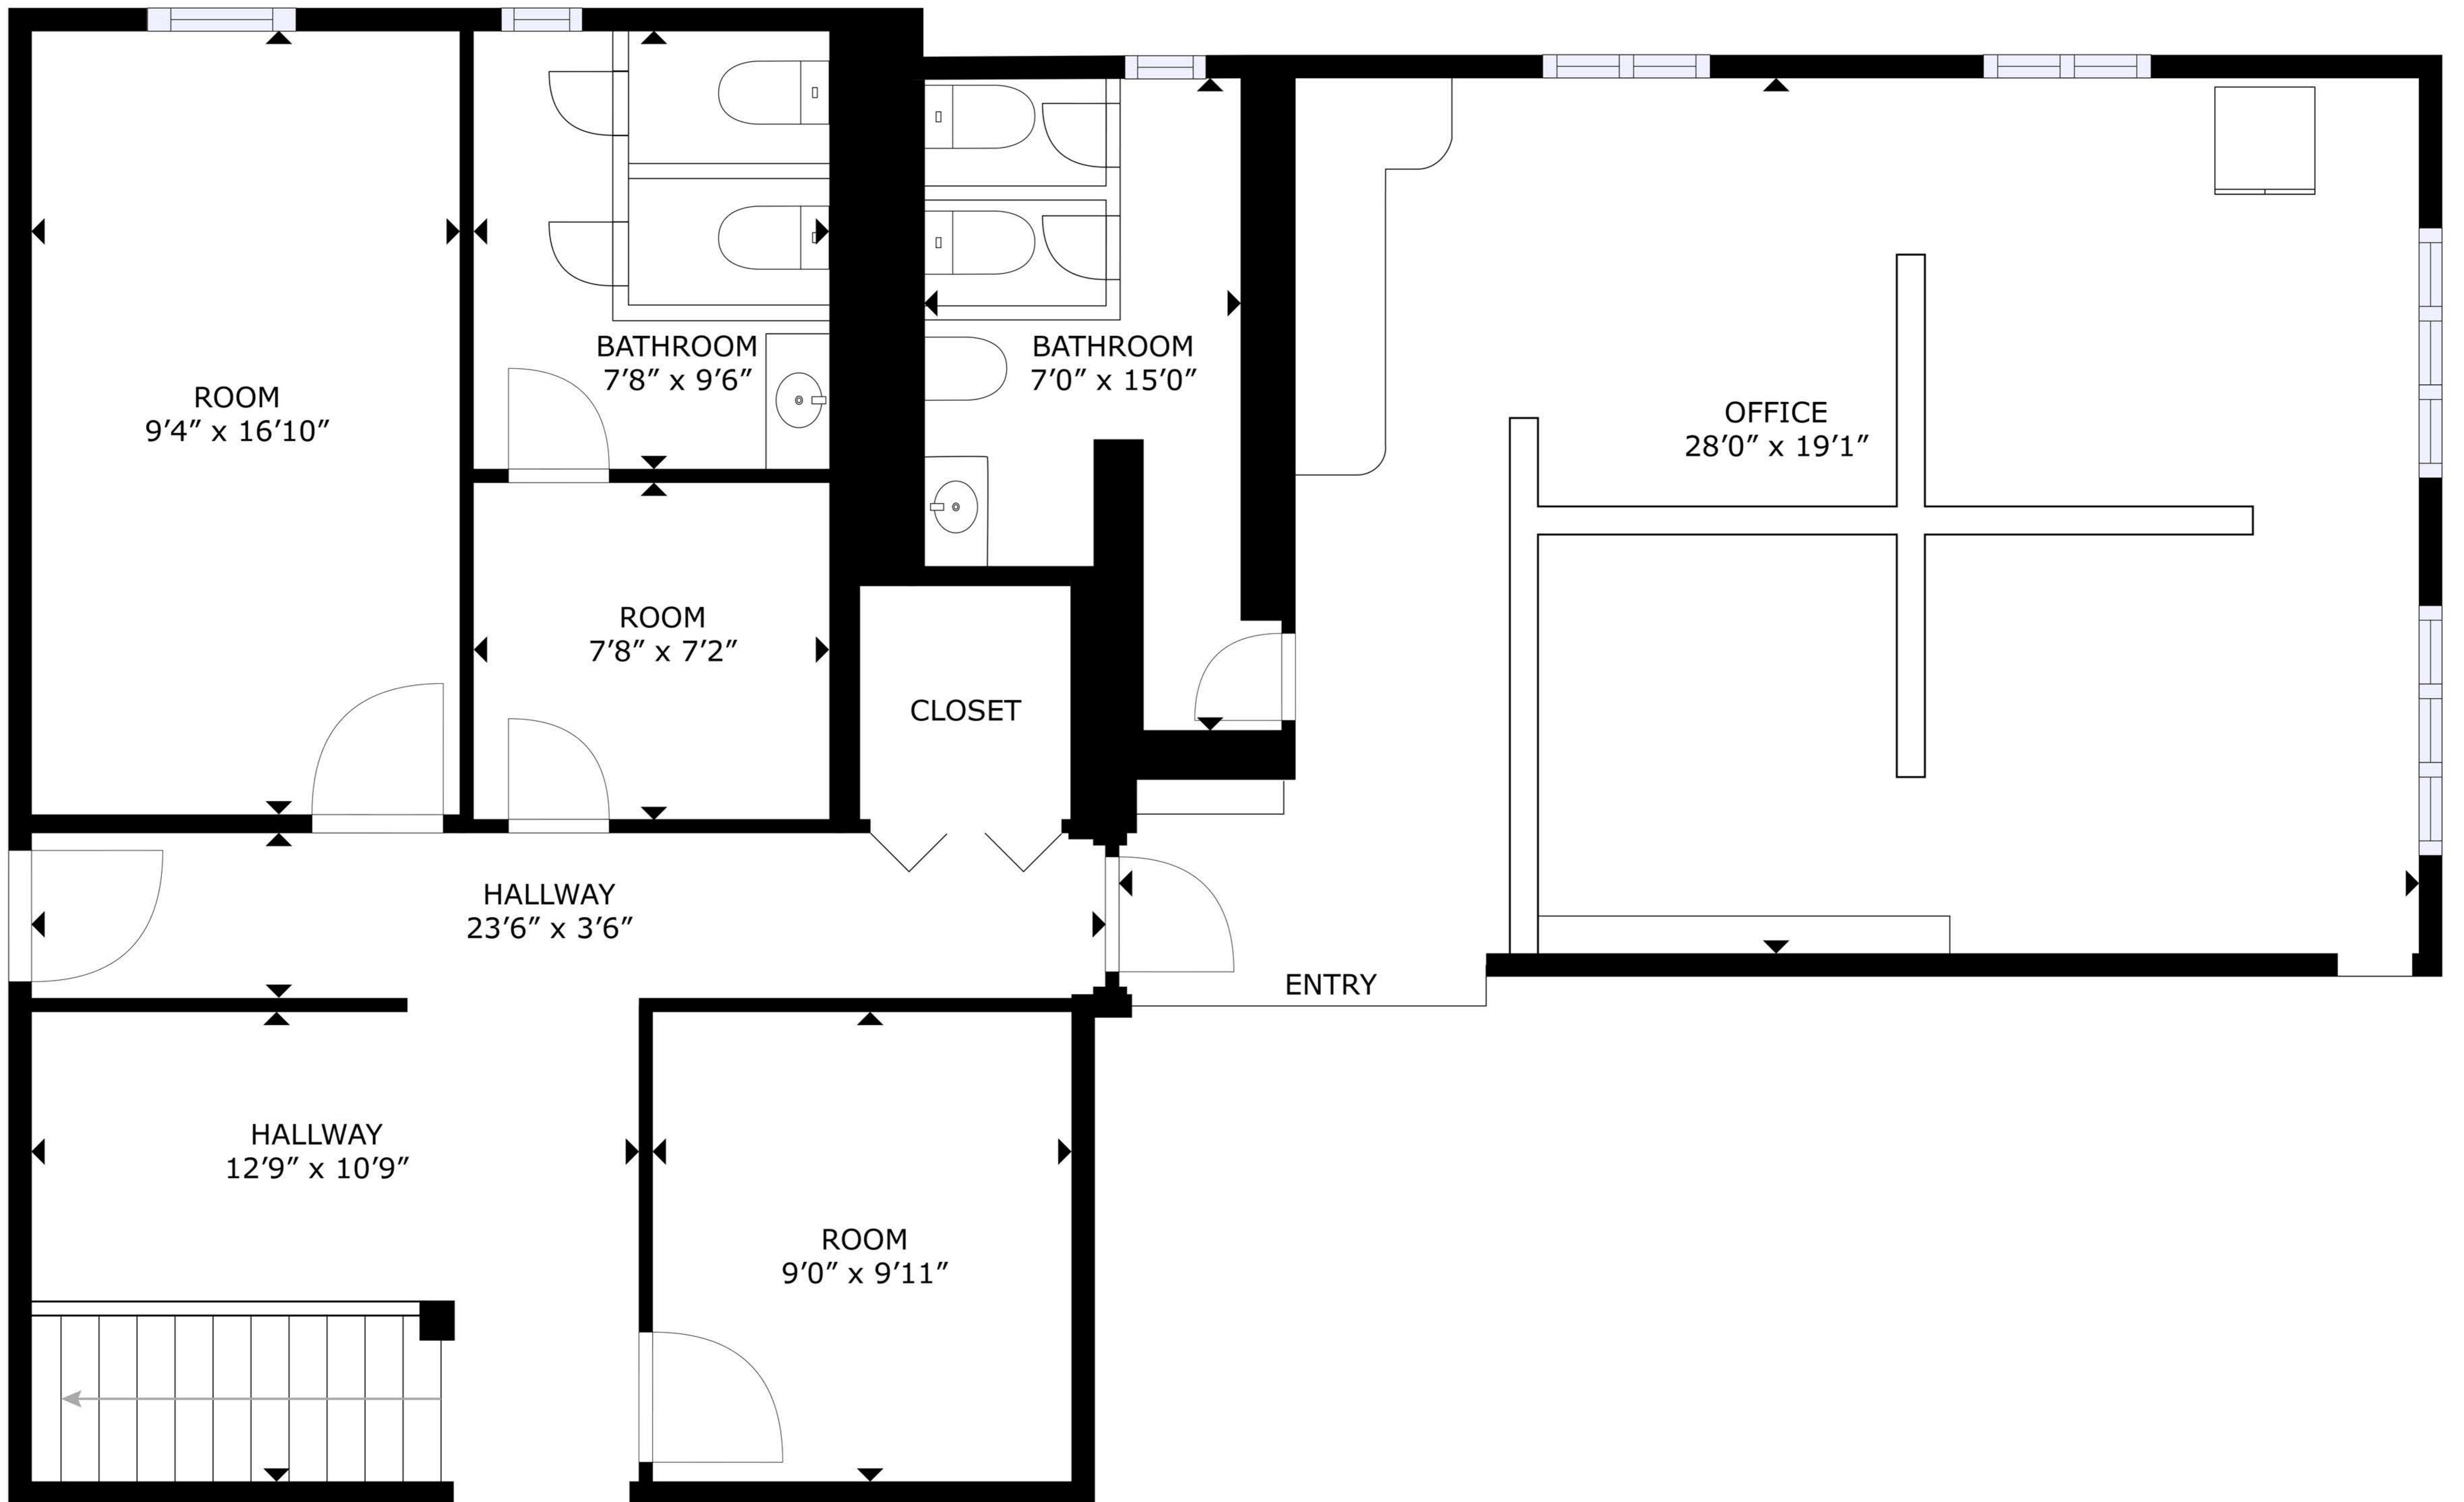 BATHROOM
7’8” x 9’6”
BATHROOM
7’0” x 15’0”
ROOM
9’4” x 16’10”
OFFICE
28’0” x 19’1”
ROOM
7’8” x 7’2”
CLOSET
HALLWAY
23’6” x 3’6”
ENTRY
HALLWAY
12’9” x 10’9”
ROOM
9’0” x 9’11”